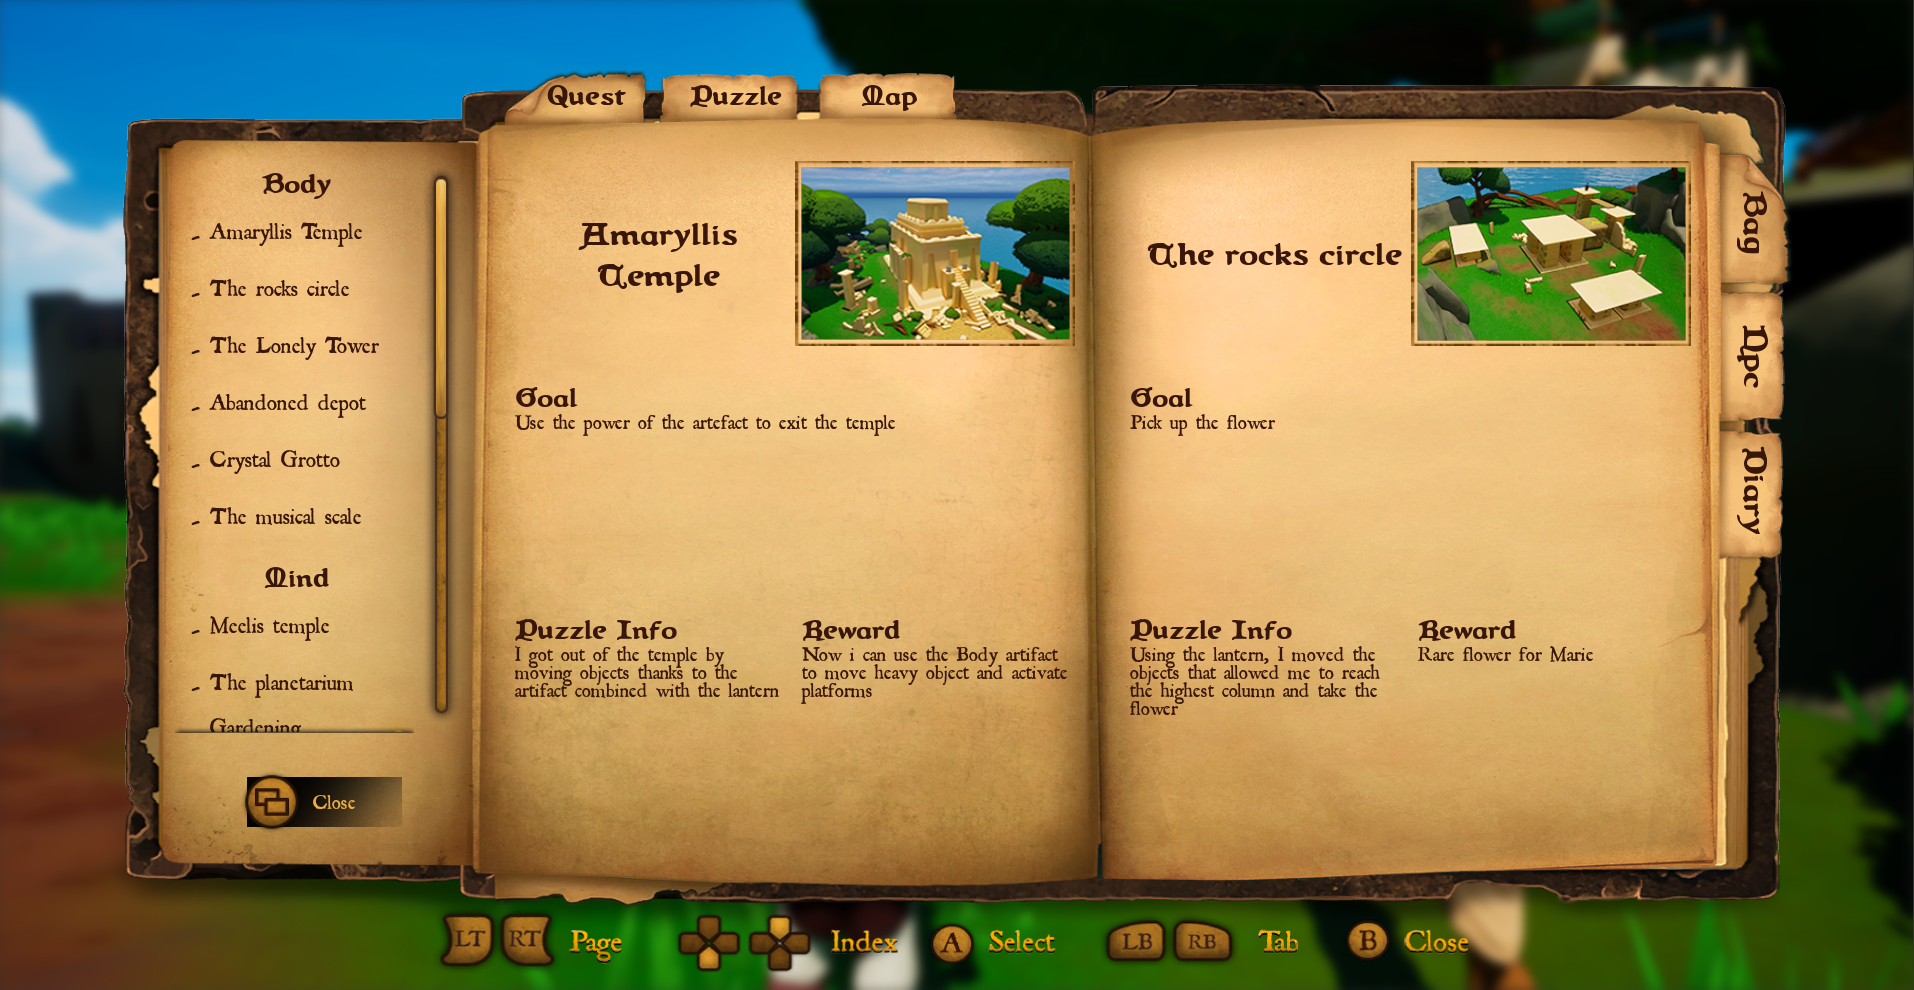 Quest
Puzzle
Map
Body
- Amaryllis Temple
- The rocks circle
- The Lonely Tower
- Abandoned depot
- Crystal Grotto
- The musical scale
Mind
- Meelis temple
- The planetarium
Gardening
Close
Amaryllis
Temple
Goal
Use the power of the artefact to exit the temple
Puzzle Info
I got out of the temple by
moving objects thanks to the
artifact combined with the lantern
Reward
Now i can use the Body artifact
to move heavy object and activate
platforms
The rocks circle
Goal
Pick up the flower
Puzzle Info
Using the lantern, I moved the
objects that allowed me to reach
the highest column and take the
flower
Reward
Rare flower for Marie
Bag
Npc
Diary
LT RT Page
Index
A Select
LB RB Tab
B Close